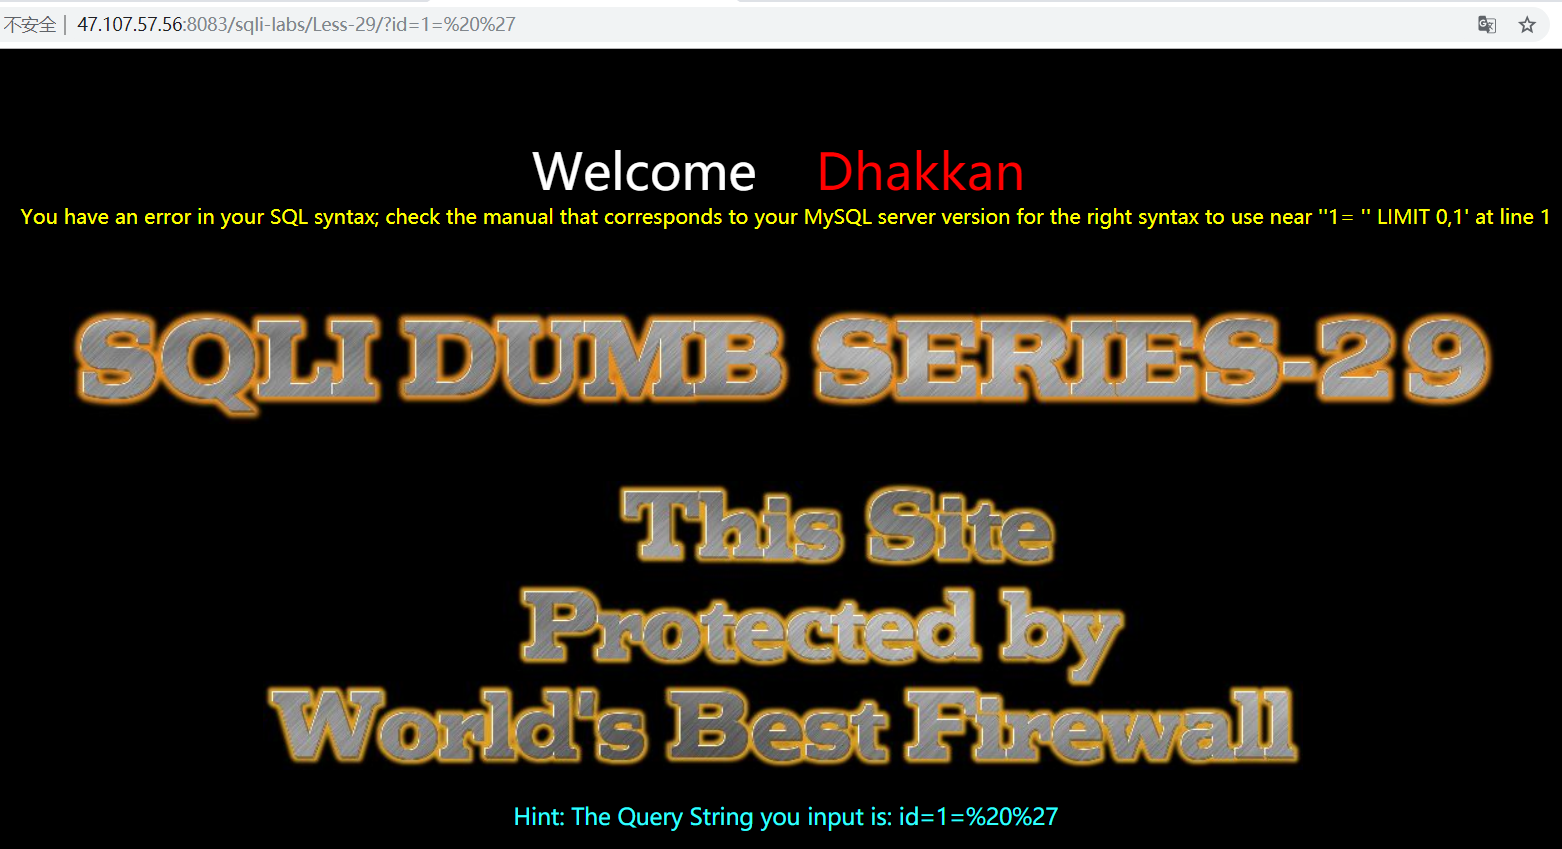 不安全 | 47.107.57.56:8083/sqli-labs/Less-29/?id=1=%20%27
Welcome Dhakkan
You have an error in your SQL syntax; check the manual that corresponds to your MySQL server version for the right syntax to use near ''1= '' LIMIT 0,1' at line 1
SQLI DUMB SERIES-29
This Site
Protected by
World's Best Firewall
Hint: The Query String you input is: id=1=%20%27